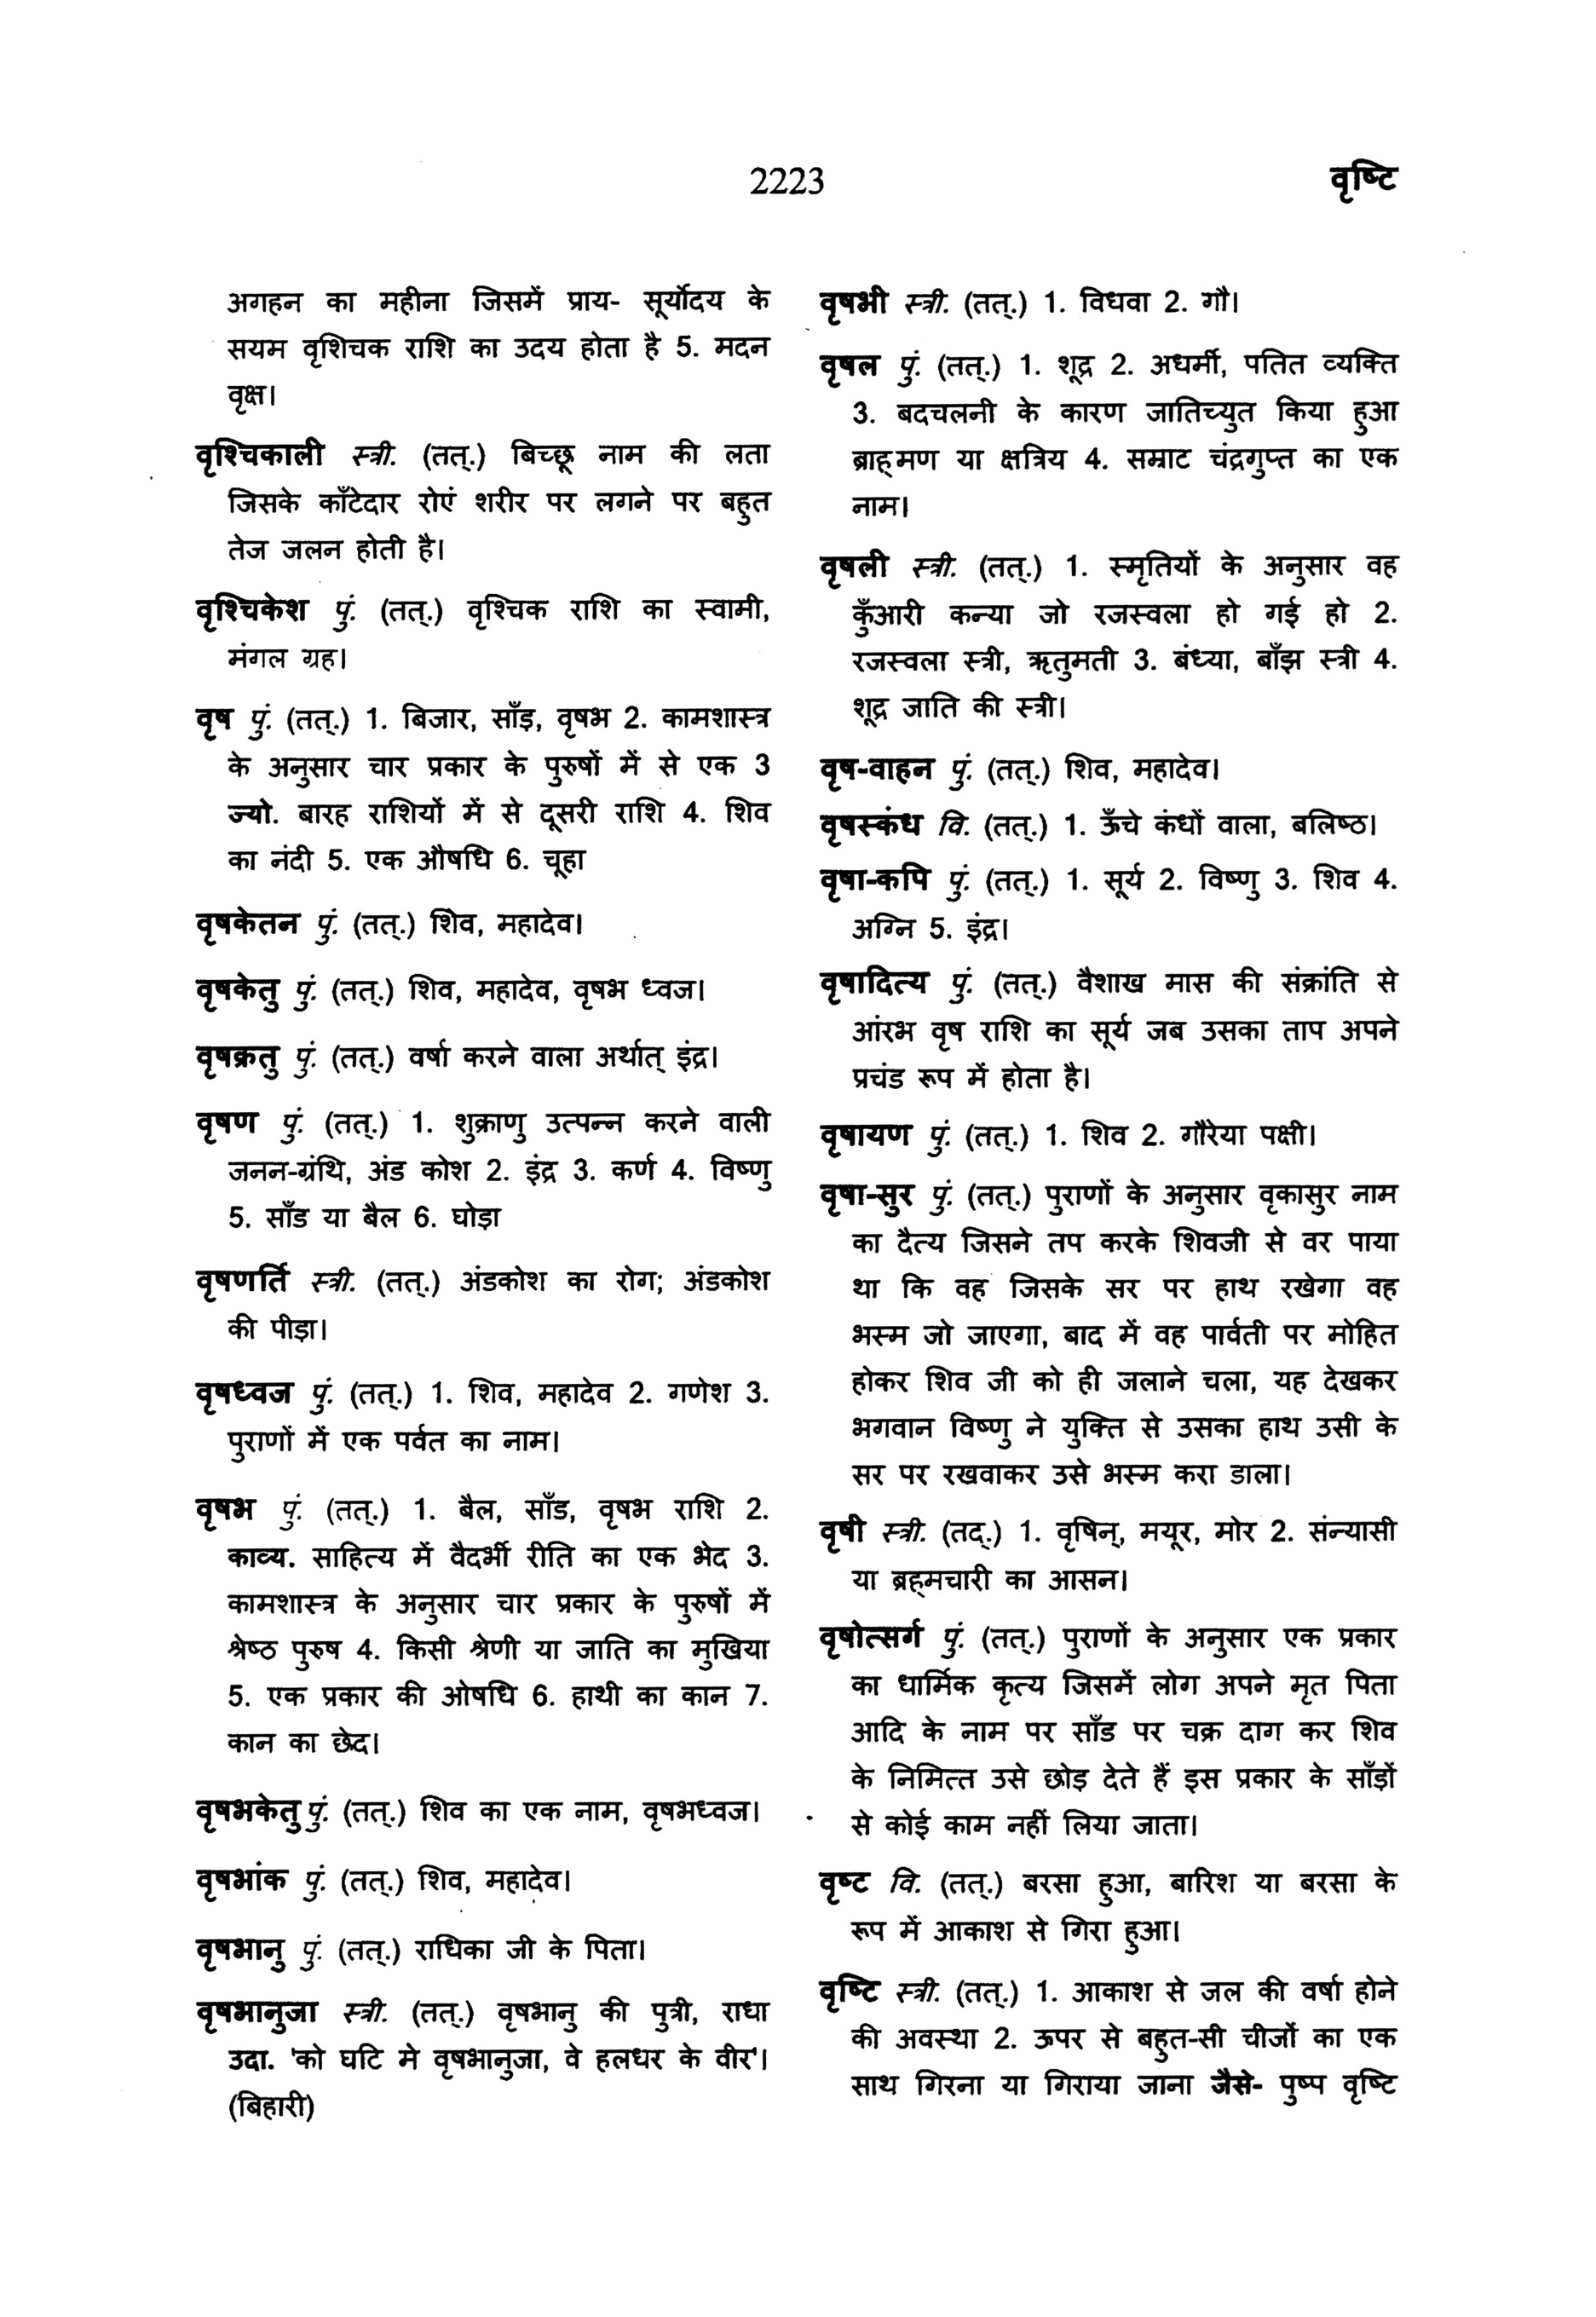 2223
वृष्टि
अगहन का महीना जिसमें प्राय- सूर्योदय के
सयम वृशिचक राशि का उदय होता है 5. मदन
वृक्ष।
वृश्चिकाली स्त्री. (तत्.) बिच्छू नाम की लता
जिसके काँटेदार रोएं शरीर पर लगने पर बहुत
तेज जलन होती है।
वृश्चिकेश पुं. (तत्.) वृश्चिक राशि का स्वामी,
मंगल ग्रह।
वृष पुं. (तत्.) 1. बिजार, साँड़, वृषभ 2. कामशास्त्र
के अनुसार चार प्रकार के पुरुषों में से एक 3
ज्यो. बारह राशियों में से दूसरी राशि 4. शिव
का नंदी 5. एक औषधि 6. चूहा
वृषकेतन पुं. (तत्.) शिव, महादेव।
वृषकेतु पुं. (तत्.) शिव, महादेव, वृषभ ध्वज।
वृषक्रतु पुं. (तत्.) वर्षा करने वाला अर्थात् इंद्र।
वृषण पुं. (तत्.) 1. शुक्राणु उत्पन्न करने वाली
जनन-ग्रंथि, अंड कोश 2. इंद्र 3. कर्ण 4. विष्णु
5. साँड या बैल 6. घोड़ा
वृषणर्ति स्त्री. (तत्.) अंडकोश का रोग; अंडकोश
की पीड़ा।
वृषध्वज पुं. (तत्.) 1. शिव, महादेव 2. गणेश 3.
पुराणों में एक पर्वत का नाम।
वृषभ पुं. (तत्.) 1. बैल, साँड, वृषभ राशि 2.
काव्य. साहित्य में वैदर्भी रीति का एक भेद 3.
कामशास्त्र के अनुसार चार प्रकार के पुरुषों में
श्रेष्ठ पुरुष 4. किसी श्रेणी या जाति का मुखिया
5. एक प्रकार की ओषधि 6. हाथी का कान 7.
कान का छेद।
वृषभकेतु पुं. (तत्.) शिव का एक नाम, वृषभध्वज।
वृषभांक पुं. (तत्.) शिव, महादेव।
वृषभानु पुं. (तत्.) राधिका जी के पिता।
वृषभानुजा स्त्री. (तत्.) वृषभानु की पुत्री, राधा
उदा. 'को घटि मे वृषभानुजा, वे हलधर के वीर'।
(बिहारी)
वृषभी स्त्री. (तत्.) 1. विधवा 2. गौ।
वृषल पुं. (तत्.) 1. शूद्र 2. अधर्मी, पतित व्यक्ति
3. बदचलनी के कारण जातिच्युत किया हुआ
ब्राह्मण या क्षत्रिय 4. सम्राट चंद्रगुप्त का एक
नाम।
वृषली स्त्री. (तत्.) 1. स्मृतियों के अनुसार वह
कुँआरी कन्या जो रजस्वला हो गई हो 2.
रजस्वला स्त्री, ऋतुमती 3. बंध्या, बाँझ स्त्री 4.
शूद्र जाति की स्त्री।
वृष-वाहन पुं. (तत्.) शिव, महादेव।
वृषस्कंध वि. (तत्.) 1. ऊँचे कंधों वाला, बलिष्ठ।
वृषा-कपि पुं. (तत्.) 1. सूर्य 2. विष्णु 3. शिव 4.
अग्नि 5. इंद्र।
वृषादित्य पुं. (तत्.) वैशाख मास की संक्रांति से
आंरभ वृष राशि का सूर्य जब उसका ताप अपने
प्रचंड रूप में होता है।
वृषायण पुं. (तत्.) 1. शिव 2. गौरेया पक्षी।
वृषा-सुर पुं. (तत्.) पुराणों के अनुसार वृकासुर नाम
का दैत्य जिसने तप करके शिवजी से वर पाया
था कि वह जिसके सर पर हाथ रखेगा वह
भस्म जो जाएगा, बाद में वह पार्वती पर मोहित
होकर शिव जी को ही जलाने चला, यह देखकर
भगवान विष्णु ने युक्ति से उसका हाथ उसी के
सर पर रखवाकर उसे भस्म करा डाला।
वृषी स्त्री. (तद्.) 1. वृषिन्, मयूर, मोर 2. संन्यासी
या ब्रह्मचारी का आसन।
वृषोत्सर्ग पुं. (तत्.) पुराणों के अनुसार एक प्रकार
का धार्मिक कृत्य जिसमें लोग अपने मृत पिता
आदि के नाम पर साँड पर चक्र दाग कर शिव
के निमित्त उसे छोड़ देते हैं इस प्रकार के साँड़ों
से कोई काम नहीं लिया जाता।
वृष्ट वि. (तत्.) बरसा हुआ, बारिश या बरसा के
रूप में आकाश से गिरा हुआ।
वृष्टि स्त्री. (तत्.) 1. आकाश से जल की वर्षा होने
की अवस्था 2. ऊपर से बहुत-सी चीजों का एक
साथ गिरना या गिराया जाना जैसे- पुष्प वृष्टि